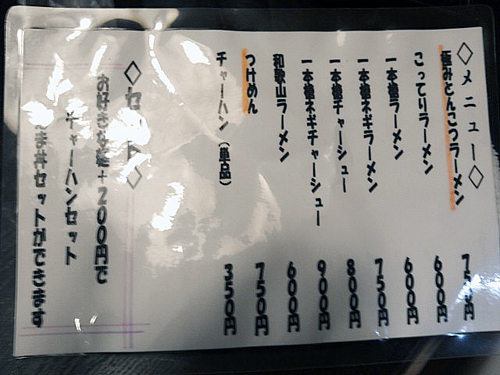 ◇メニュー◇
極みとんこつラーメン 750円
こってりラーメン 600円
一本槍ラーメン 600円
一本槍ネギラーメン 750円
一本槍チャーシュー 800円
一本槍ネギチャーシュー 900円
和歌山ラーメン 600円
つけめん 750円
チャーハン（単品） 350円
◇セット◇
お好きな麺＋200円で
チャーハンセット
丼セットができます